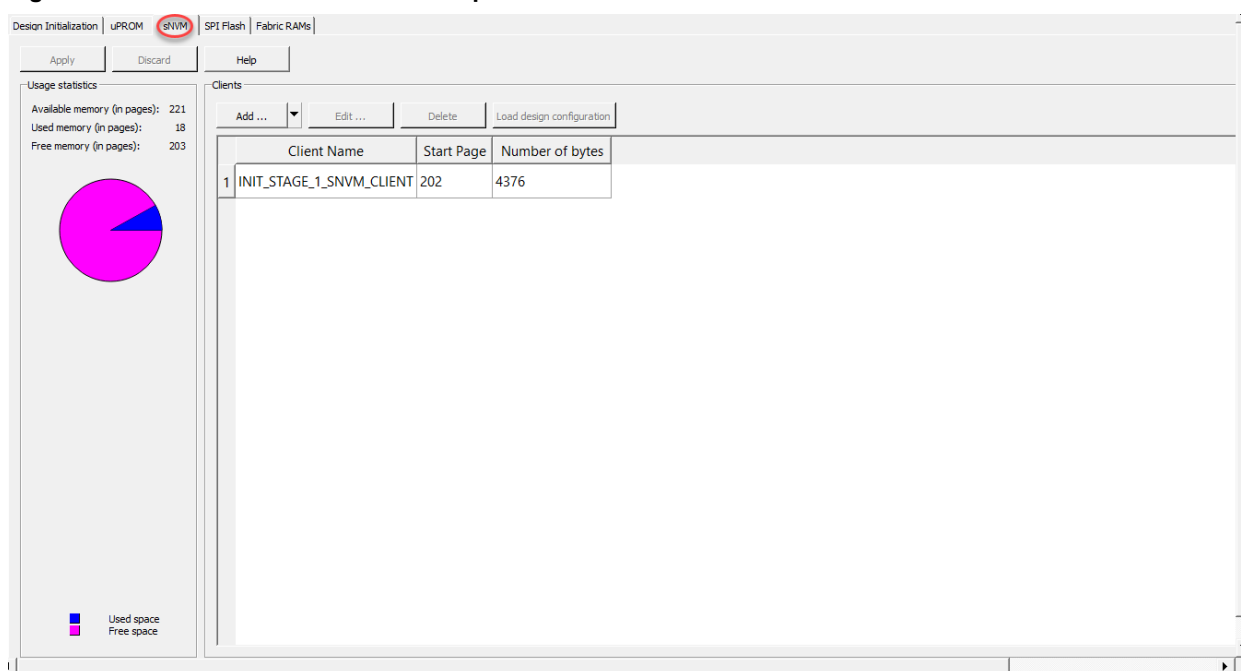 Design Initialization uPROM sNVM SPI Flash Fabric RAMs
Apply Discard Help
Usage statistics
Available memory (in pages): 221
Used memory (in pages): 18
Free memory (in pages): 203
Used space
Free space
Clients
Add ... Edit ... Delete Load design configuration
Client Name Start Page Number of bytes
1 INIT_STAGE_1_SNVM_CLIENT 202 4376